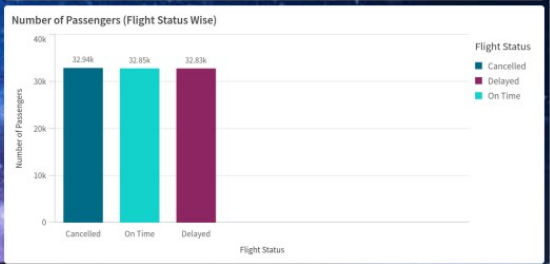 Number of Passengers (Flight Status Wise)
40k
30k
20k
10k
0
Number of Passengers
32.94k
32.85k
32.83k
Cancelled
On Time
Delayed
Flight Status
Flight Status
Cancelled
Delayed
On Time